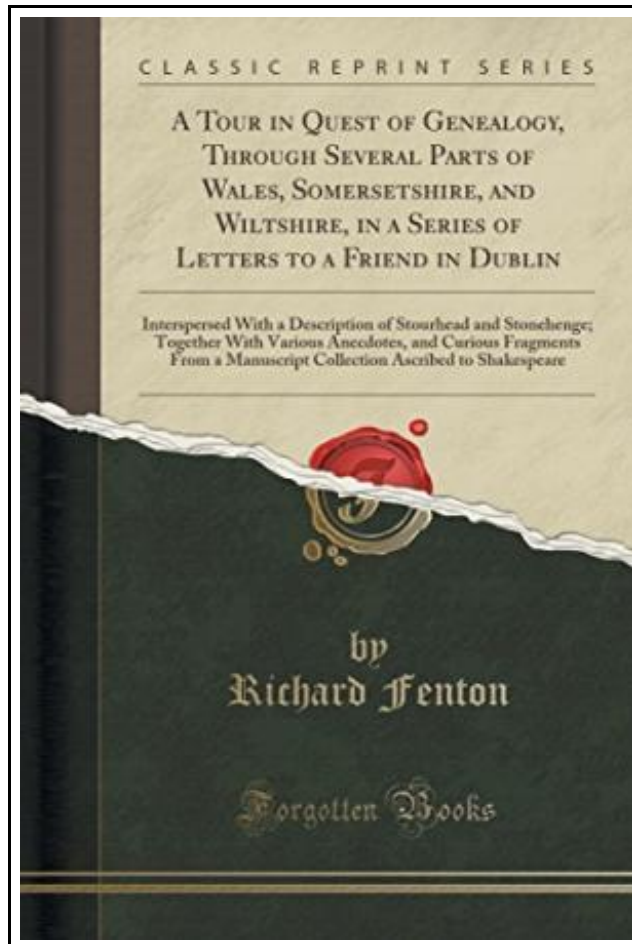 CLASSIC REPRINT SERIES
A TOUR IN QUEST OF GENEALOGY,
THROUGH SEVERAL PARTS OF
WALES, SOMERSETSHIRE, AND
WILTSHIRE, IN A SERIES OF
LETTERS TO A FRIEND IN DUBLIN
Interspersed With a Description of Stourhead and Stonehenge;
Together With Various Anecdotes, and Curious Fragments
From a Manuscript Collection Ascribed to Shakespeare
by
Richard Fenton
Forgotten Books